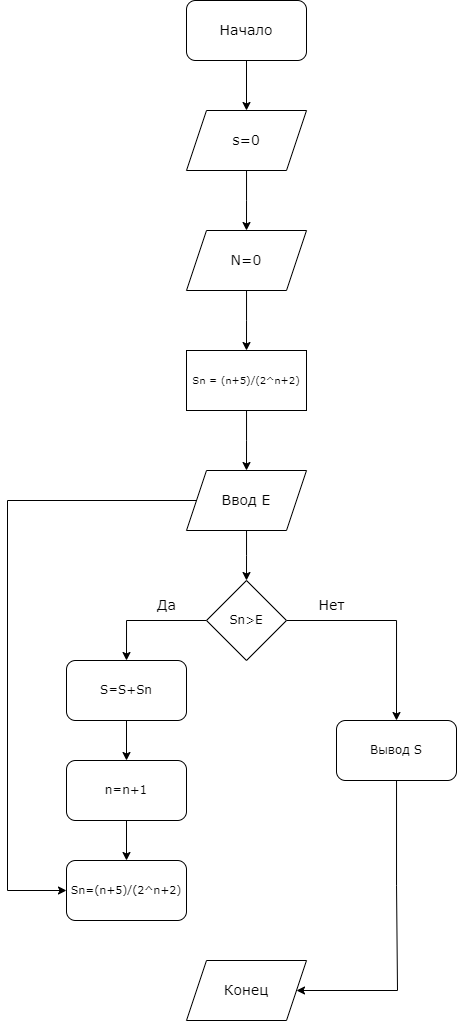 Начало
s=0
N=0
Sn = (n+5)/(2^n+2)
Ввод E
Sn>E
Да
Нет
S=S+Sn
n=n+1
Sn=(n+5)/(2^n+2)
Вывод S
Конец